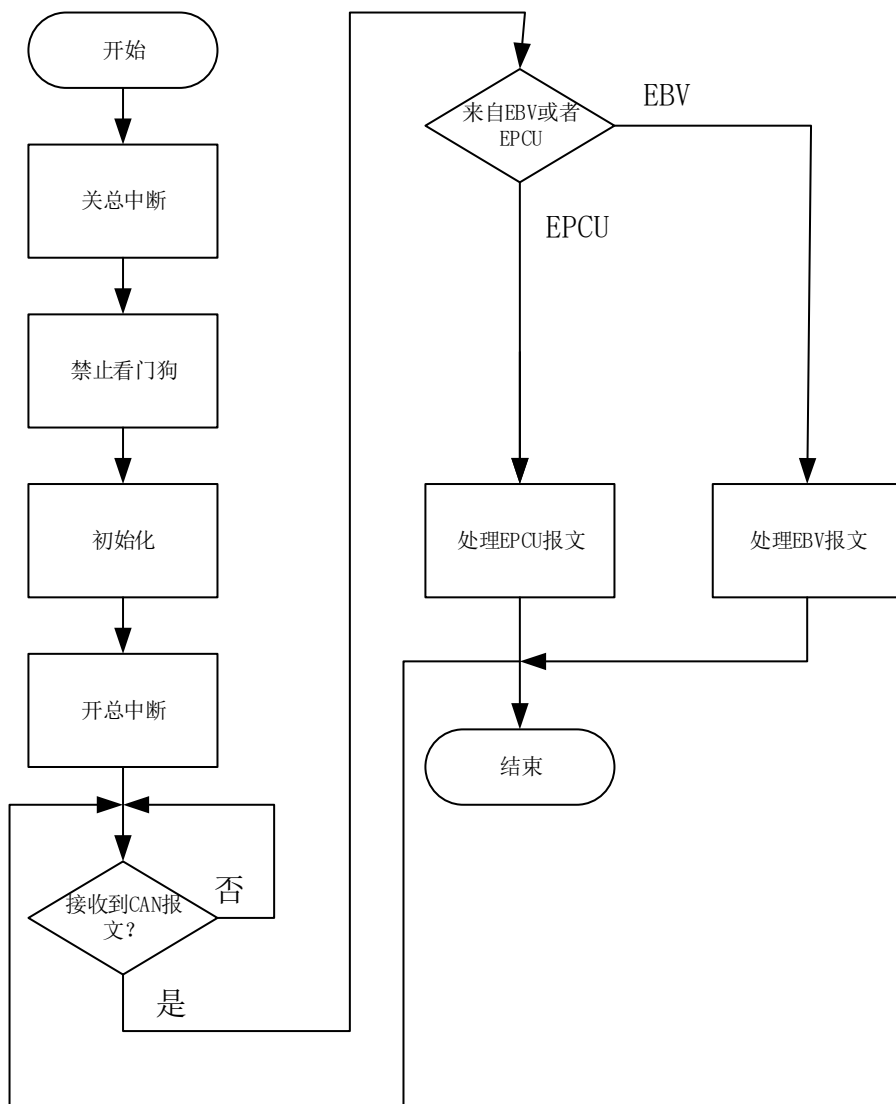 开始
关总中断
禁止看门狗
初始化
开总中断
接收到CAN报
文？
否
是
来自EBV或者
EPCU
EBV
EPCU
处理EPCU报文
处理EBV报文
结束